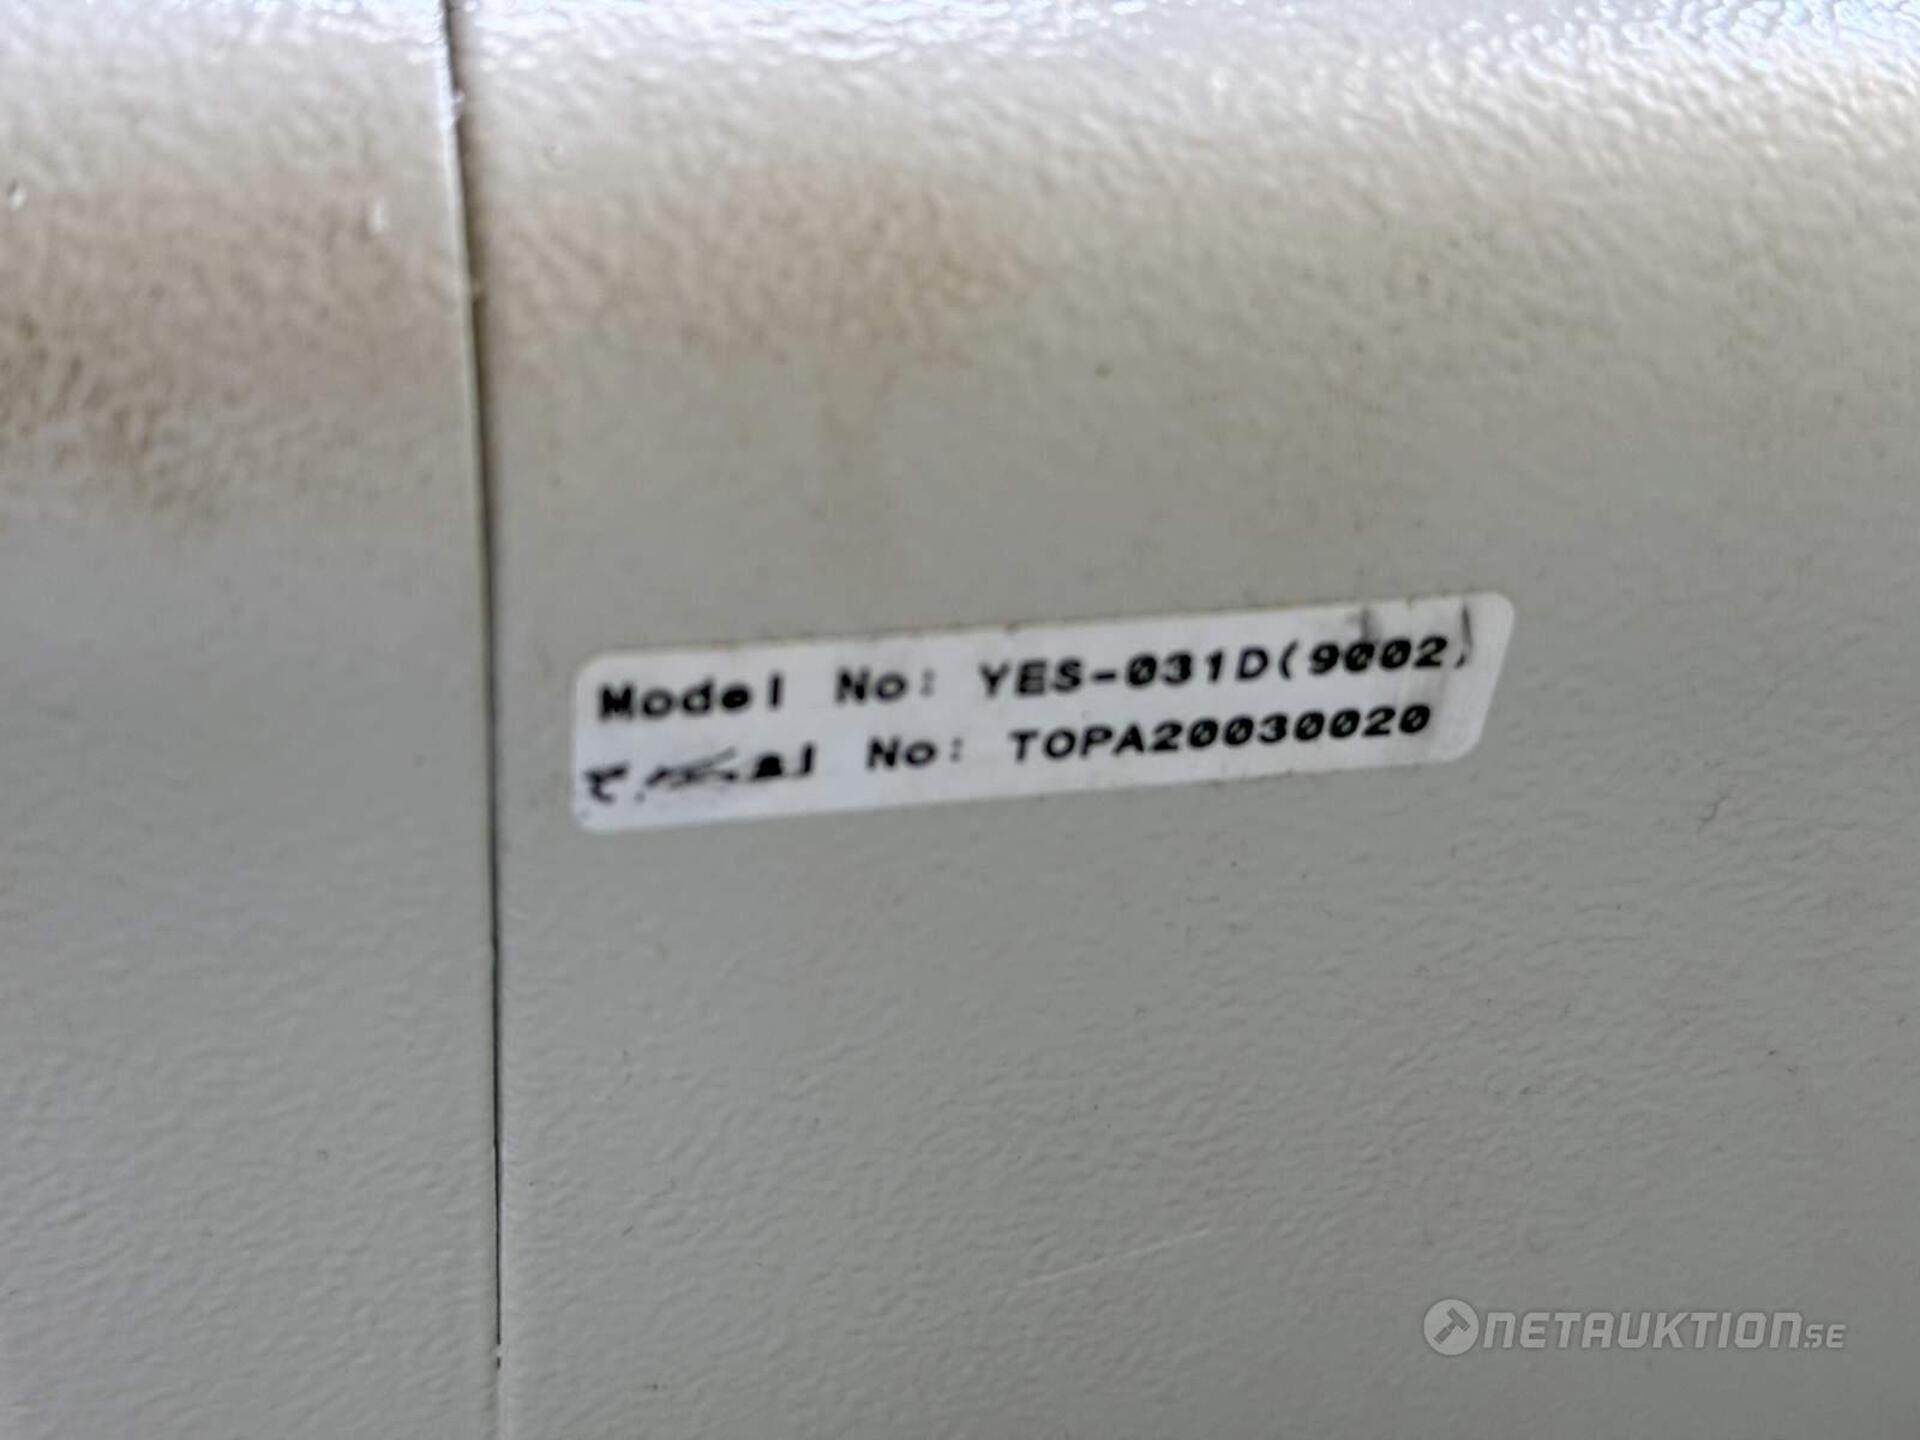 Model No: YES-031D(9002)
No: TOPA20030020
NETAUKTION.SE